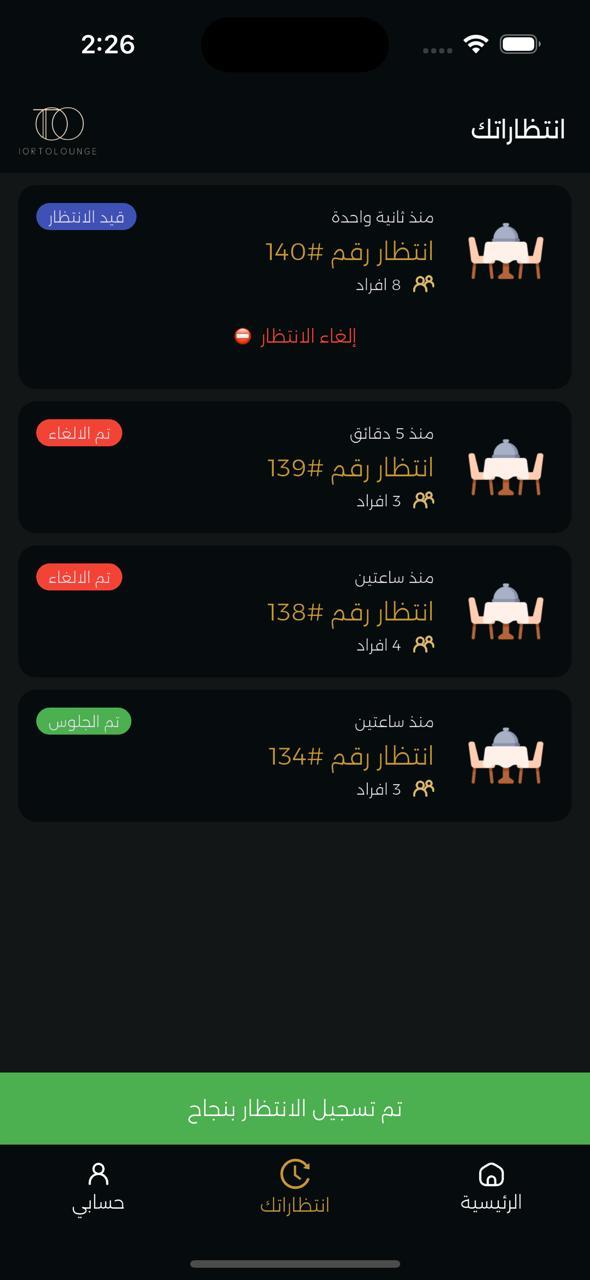 2:26
انتظاراتك
IORTOLOUNGE
منذ ثانية واحدة
قيد الانتظار
انتظار رقم #140
8 افراد
إلغاء الانتظار
منذ 5 دقائق
تم الالغاء
انتظار رقم #139
3 افراد
منذ ساعتين
تم الالغاء
انتظار رقم #138
4 افراد
منذ ساعتين
تم الجلوس
انتظار رقم #134
3 افراد
تم تسجيل الانتظار بنجاح
الرئيسية
انتظاراتك
حسابي